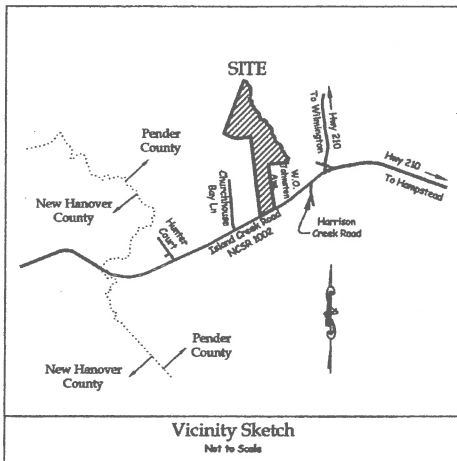 SITE
Pender
County
New Hanover
County
Hwy 210
To Wilmington
Hwy 210
To Hampstead
W.O.
Ave
Churchhouse
Bay Ln
Hunter
Court
Island Creek Road
NCSR 1002
Harrison
Creek Road
Pender
County
New Hanover
County
Vicinity Sketch
Not to Scale